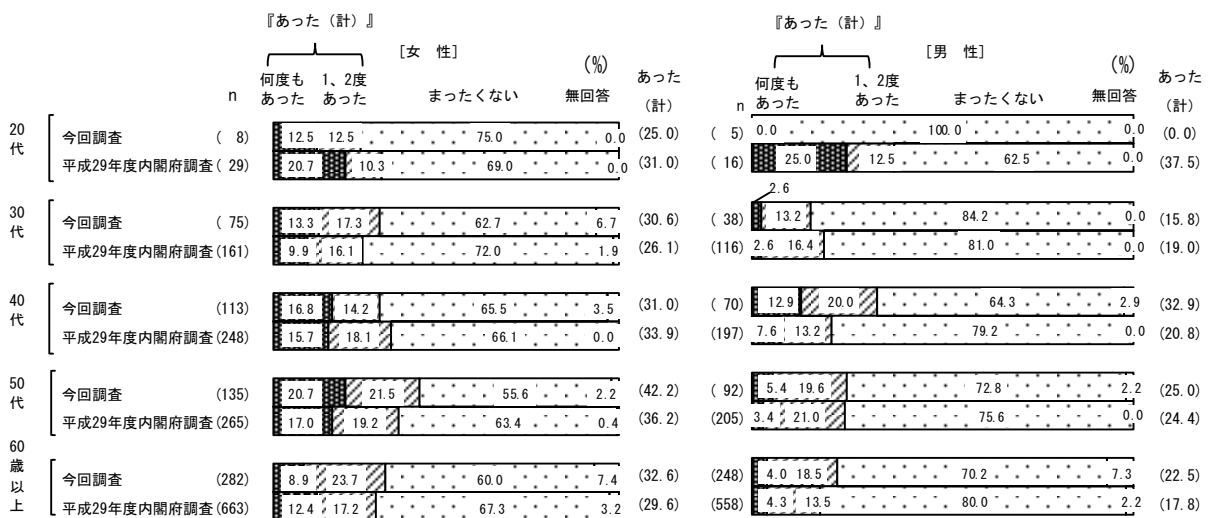 『あった（計）』
[女　性]
(%)
何度も
あった
1、2度
あった
まったくない
無回答
あった
（計）
n
『あった（計）』
[男　性]
(%)
何度も
あった
1、2度
あった
まったくない
無回答
あった
（計）
n
20
代
今回調査 ( 8) 12.5 12.5 75.0 0.0 (25.0) ( 5) 0.0 100.0 0.0 (0.0)
平成29年度内閣府調査( 29) 20.7 10.3 69.0 0.0 (31.0) ( 16) 25.0 12.5 62.5 0.0 (37.5)
30
代
今回調査 ( 75) 13.3 17.3 62.7 6.7 (30.6) ( 38) 2.6 13.2 84.2 0.0 (15.8)
平成29年度内閣府調査(161) 9.9 16.1 72.0 1.9 (26.1) (116) 2.6 16.4 81.0 0.0 (19.0)
40
代
今回調査 (113) 16.8 14.2 65.5 3.5 (31.0) ( 70) 12.9 20.0 64.3 2.9 (32.9)
平成29年度内閣府調査(248) 15.7 18.1 66.1 0.0 (33.9) (197) 7.6 13.2 79.2 0.0 (20.8)
50
代
今回調査 (135) 20.7 21.5 55.6 2.2 (42.2) ( 92) 5.4 19.6 72.8 2.2 (25.0)
平成29年度内閣府調査(265) 17.0 19.2 63.4 0.4 (36.2) (205) 3.4 21.0 75.6 0.0 (24.4)
60
歳
以
上
今回調査 (282) 8.9 23.7 60.0 7.4 (32.6) (248) 4.0 18.5 70.2 7.3 (22.5)
平成29年度内閣府調査(663) 12.4 17.2 67.3 3.2 (29.6) (558) 4.3 13.5 80.0 2.2 (17.8)